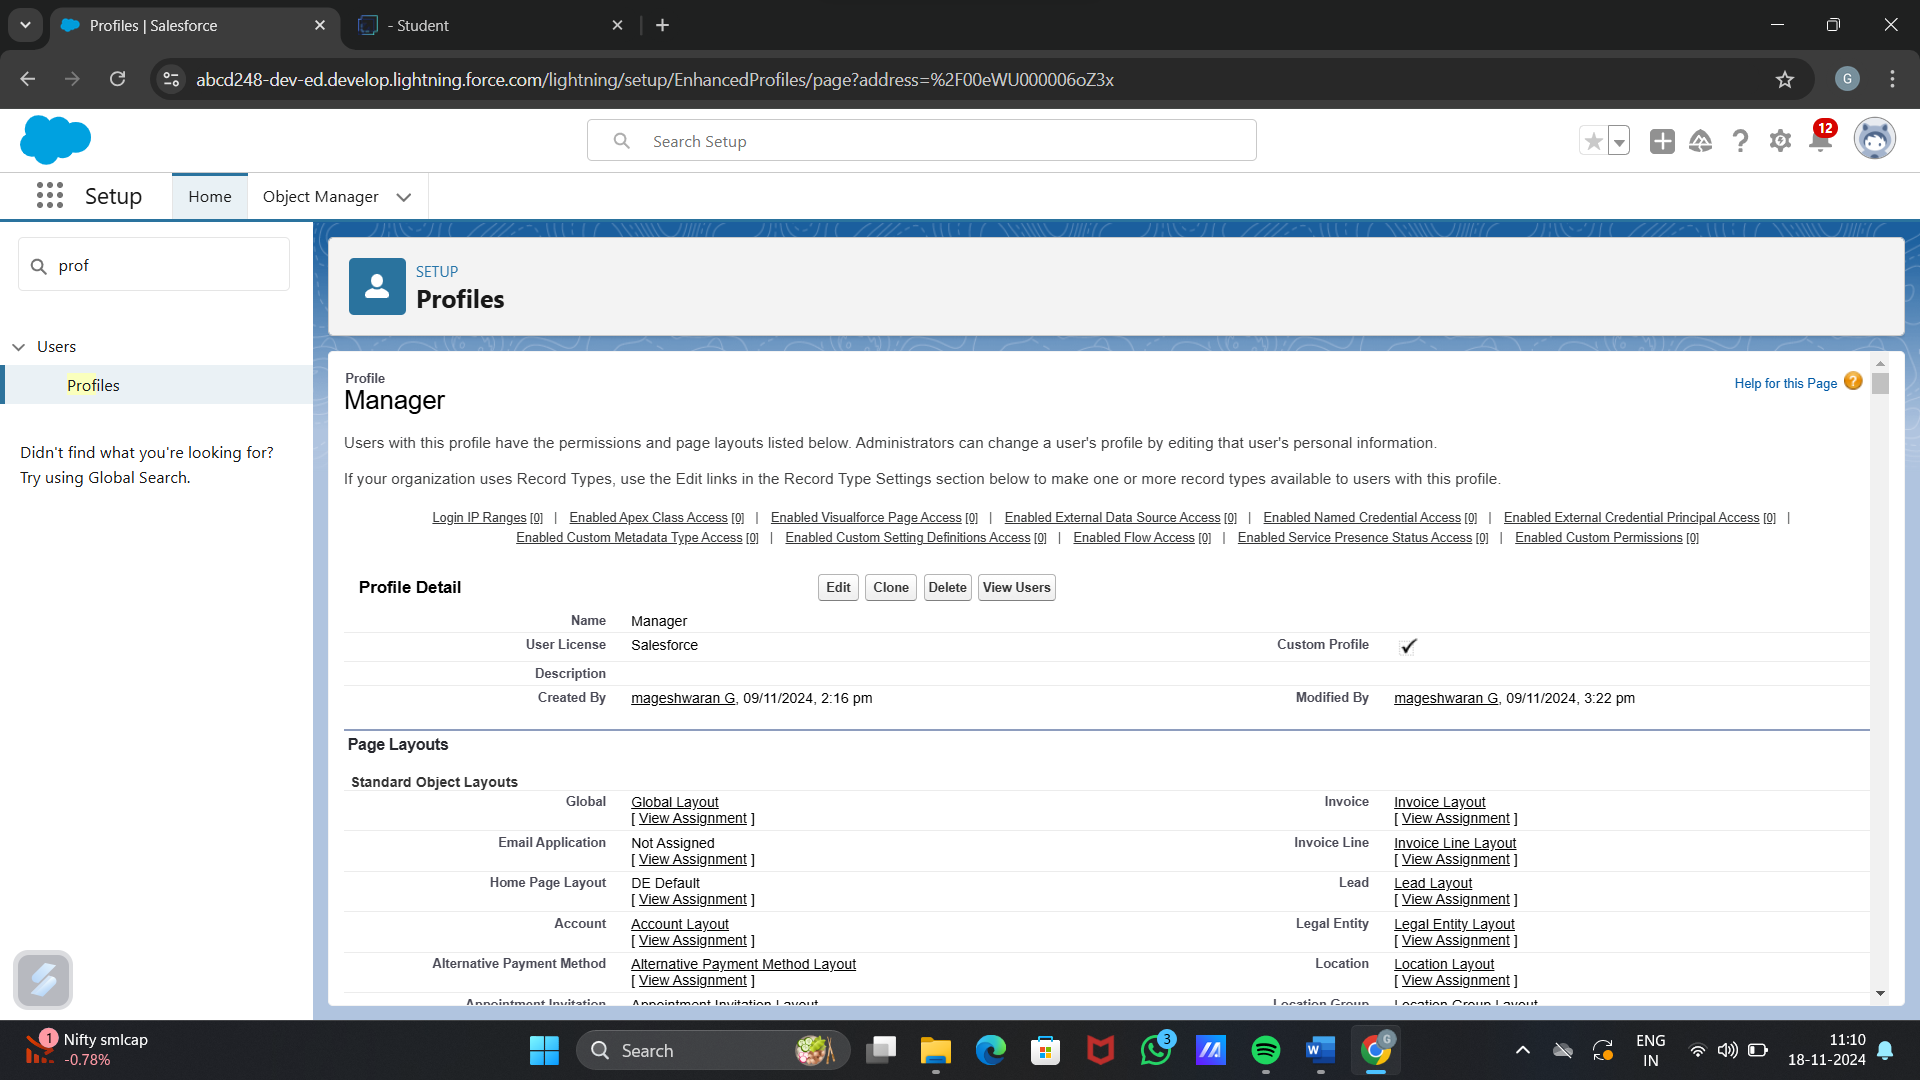 Profiles | Salesforce
- Student
abcd248-dev-ed.develop.lightning.force.com/lightning/setup/EnhancedProfiles/page?address=%2F00eWU000006oZ3x
G
Search Setup
12
Setup
Home
Object Manager
prof
Users
Profiles
Didn't find what you're looking for?
Try using Global Search.
SETUP
Profiles
Profile
Manager
Help for this Page
Users with this profile have the permissions and page layouts listed below. Administrators can change a user's profile by editing that user's personal information.
If your organization uses Record Types, use the Edit links in the Record Type Settings section below to make one or more record types available to users with this profile.
Login IP Ranges [0] | Enabled Apex Class Access [0] | Enabled Visualforce Page Access [0] | Enabled External Data Source Access [0] | Enabled Named Credential Access [0] | Enabled External Credential Principal Access [0] |
Enabled Custom Metadata Type Access [0] | Enabled Custom Setting Definitions Access [0] | Enabled Flow Access [0] | Enabled Service Presence Status Access [0] | Enabled Custom Permissions [0]
Profile Detail Edit Clone Delete View Users
Name Manager
User License Salesforce Custom Profile
Description
Created By mageshwaran G, 09/11/2024, 2:16 pm Modified By mageshwaran G, 09/11/2024, 3:22 pm
Page Layouts
Standard Object Layouts
Global Global Layout Invoice Invoice Layout
[ View Assignment ] [ View Assignment ]
Email Application Not Assigned Invoice Line Invoice Line Layout
[ View Assignment ] [ View Assignment ]
Home Page Layout DE Default Lead Lead Layout
[ View Assignment ] [ View Assignment ]
Account Account Layout Legal Entity Legal Entity Layout
[ View Assignment ] [ View Assignment ]
Alternative Payment Method Alternative Payment Method Layout Location Location Layout
[ View Assignment ] [ View Assignment ]
Appointment Invitation Appointment Invitation Layout Location Group Location Group Layout
1
Nifty smlcap
-0.78%
Search
3
G
ENG
IN
11:10
18-11-2024